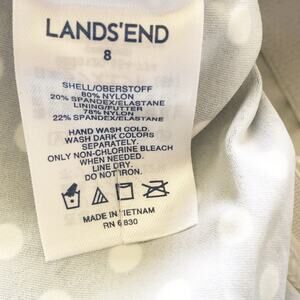 LANDS'END
8
SHELL/OBERSTOFF
80% NYLON
20% SPANDEX/ELASTANE
LINING/FUTTER
78% NYLON
22% SPANDEX/ELASTANE
HAND WASH COLD.
WASH DARK COLORS
SEPARATELY.
ONLY NON-CHLORINE BLEACH
WHEN NEEDED.
LINE DRY.
DO NOT IRON.
MADE IN VIETNAM
RN